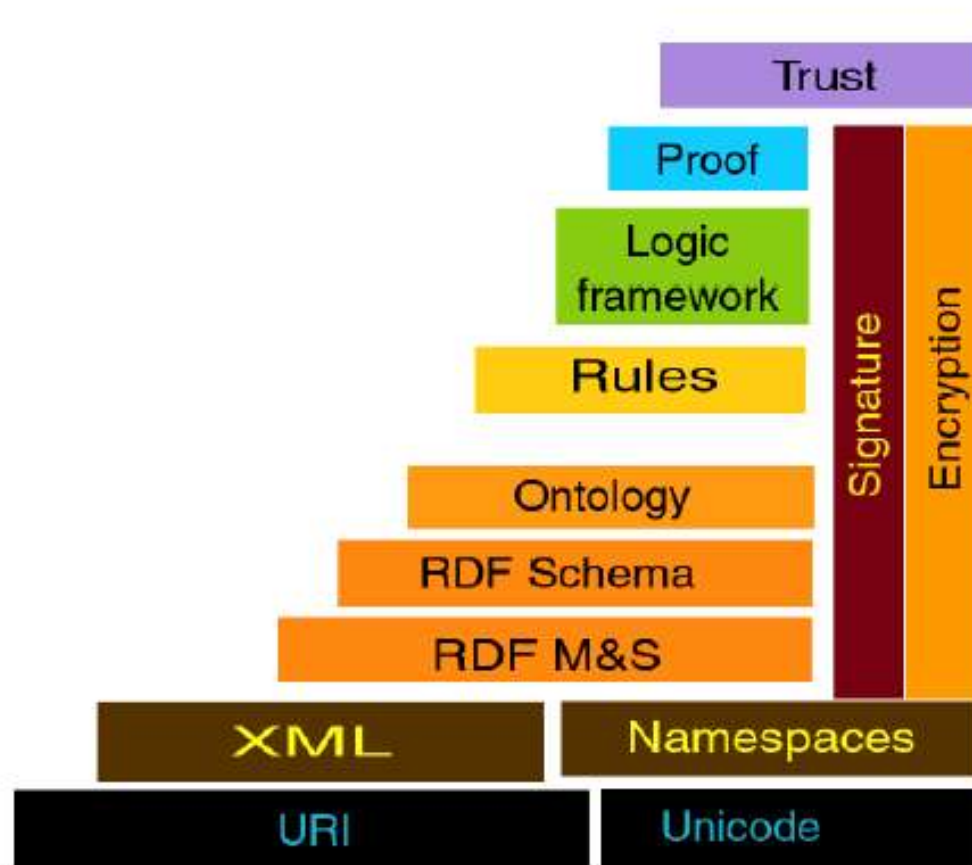 Trust
Proof
Logic
framework
Rules
Ontology
RDF Schema
RDF M&S
Signature
Encryption
XML
Namespaces
URI
Unicode